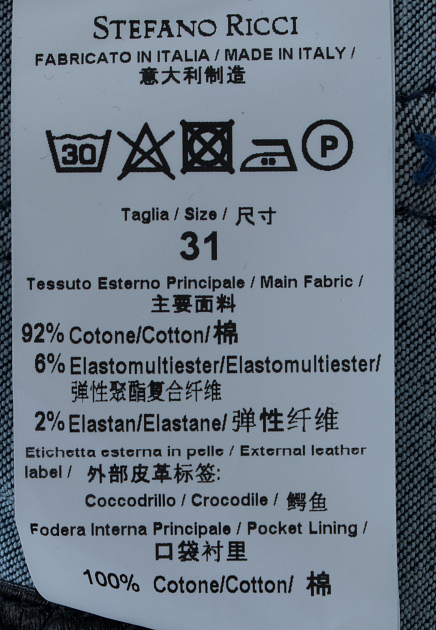 STEFANO RICCI
FABRICATO IN ITALIA / MADE IN ITALY /
意大利制造
30 P
Taglia / Size / 尺寸
31
Tessuto Esterno Principale / Main Fabric /
主要面料
92% Cotone/Cotton/棉
6% Elastomultiester/Elastomultiester/
弹性聚酯复合纤维
2% Elastan/Elastane/ 弹性纤维
Etichetta esterna in pelle / External leather
label / 外部皮革标签:
Coccodrillo / Crocodile / 鳄鱼
Fodera Interna Principale / Pocket Lining /
口袋衬里
100% Cotone/Cotton/ 棉